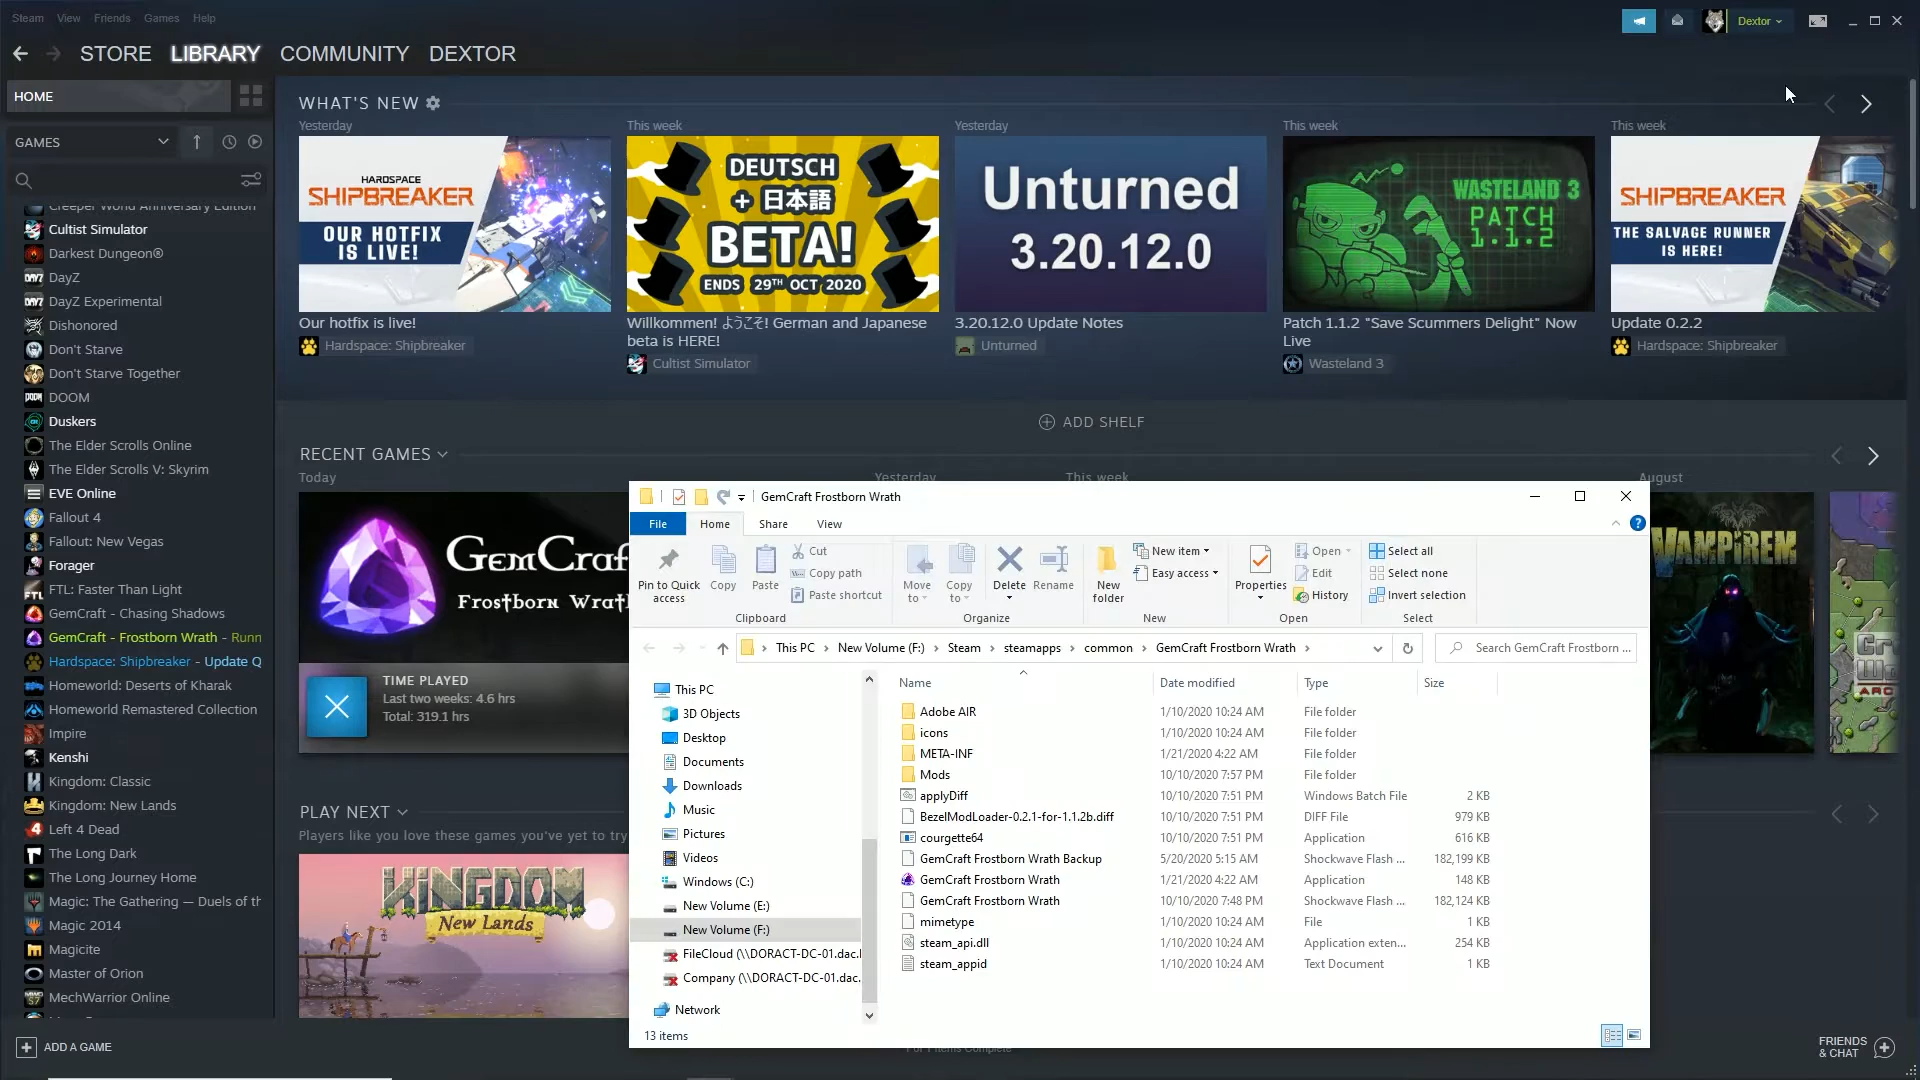 Steam View Friends Games Help
Dextor
STORE LIBRARY COMMUNITY DEXTOR
HOME
GAMES
Creeper World Anniversary Edition
Cultist Simulator
Darkest Dungeon®
DayZ
DayZ Experimental
Dishonored
Don't Starve
Don't Starve Together
DOOM
Duskers
The Elder Scrolls Online
The Elder Scrolls V: Skyrim
EVE Online
Fallout 4
Fallout: New Vegas
Forager
FTL: Faster Than Light
GemCraft - Chasing Shadows
GemCraft - Frostborn Wrath - Runn
Hardspace: Shipbreaker - Update Q
Homeworld: Deserts of Kharak
Homeworld Remastered Collection
Impire
Kenshi
Kingdom: Classic
Kingdom: New Lands
Left 4 Dead
The Long Dark
The Long Journey Home
Magic: The Gathering — Duels of th
Magic 2014
Magicite
Master of Orion
MechWarrior Online
ADD A GAME
WHAT'S NEW
Yesterday
HARDSPACE
SHIPBREAKER
OUR HOTFIX
IS LIVE!
Our hotfix is live!
Hardspace: Shipbreaker
This week
DEUTSCH
+ 日本語
BETA!
ENDS 29TH OCT 2020
Willkommen! ようこそ! German and Japanese
beta is HERE!
Cultist Simulator
Yesterday
Unturned
3.20.12.0
3.20.12.0 Update Notes
Unturned
This week
WASTELAND 3
PATCH
1.1.2
Patch 1.1.2 "Save Scummers Delight" Now
Live
Wasteland 3
This week
SHIPBREAKER
THE SALVAGE RUNNER
IS HERE!
Update 0.2.2
Hardspace: Shipbreaker
ADD SHELF
RECENT GAMES
Today Yesterday This week August
GemCraf
Frostborn Wrath
TIME PLAYED
Last two weeks: 4.6 hrs
Total: 319.1 hrs
VAMPIREM
PLAY NEXT
Players like you love these games you've yet to try
KINGDOM
New Lands
GemCraft Frostborn Wrath
File Home Share View
Pin to Quick
access
Copy
Paste
Cut
Copy path
Paste shortcut
Clipboard
Move
to
Copy
to
Delete
Rename
Organize
New
folder
New item
Easy access
New
Properties
Open
Edit
History
Open
Select all
Select none
Invert selection
Select
This PC › New Volume (F:) › Steam › steamapps › common › GemCraft Frostborn Wrath ›
Search GemCraft Frostborn ...
This PC
3D Objects
Desktop
Documents
Downloads
Music
Pictures
Videos
Windows (C:)
New Volume (E:)
New Volume (F:)
FileCloud (\\DORACT-DC-01.dac.l
Company (\\DORACT-DC-01.dac.
Network
Name Date modified Type Size
Adobe AIR 1/10/2020 10:24 AM File folder
icons 1/10/2020 10:24 AM File folder
META-INF 1/21/2020 4:22 AM File folder
Mods 10/10/2020 7:57 PM File folder
applyDiff 10/10/2020 7:51 PM Windows Batch File 2 KB
BezelModLoader-0.2.1-for-1.1.2b.diff 10/10/2020 7:51 PM DIFF File 979 KB
courgette64 10/10/2020 7:51 PM Application 616 KB
GemCraft Frostborn Wrath Backup 5/20/2020 5:15 AM Shockwave Flash ... 182,199 KB
GemCraft Frostborn Wrath 1/21/2020 4:22 AM Application 148 KB
GemCraft Frostborn Wrath 10/10/2020 7:48 PM Shockwave Flash ... 182,124 KB
mimetype 1/10/2020 10:24 AM File 1 KB
steam_api.dll 1/10/2020 10:24 AM Application exten... 254 KB
steam_appid 1/10/2020 10:24 AM Text Document 1 KB
13 items
FRIENDS
& CHAT